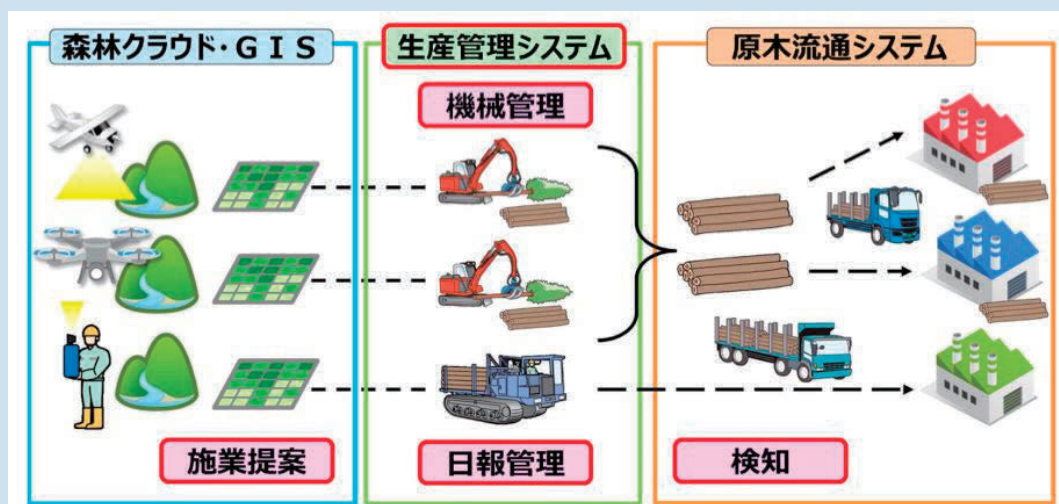 森林クラウド・ＧＩＳ
生産管理システム
原木流通システム
機械管理
施業提案
日報管理
検知